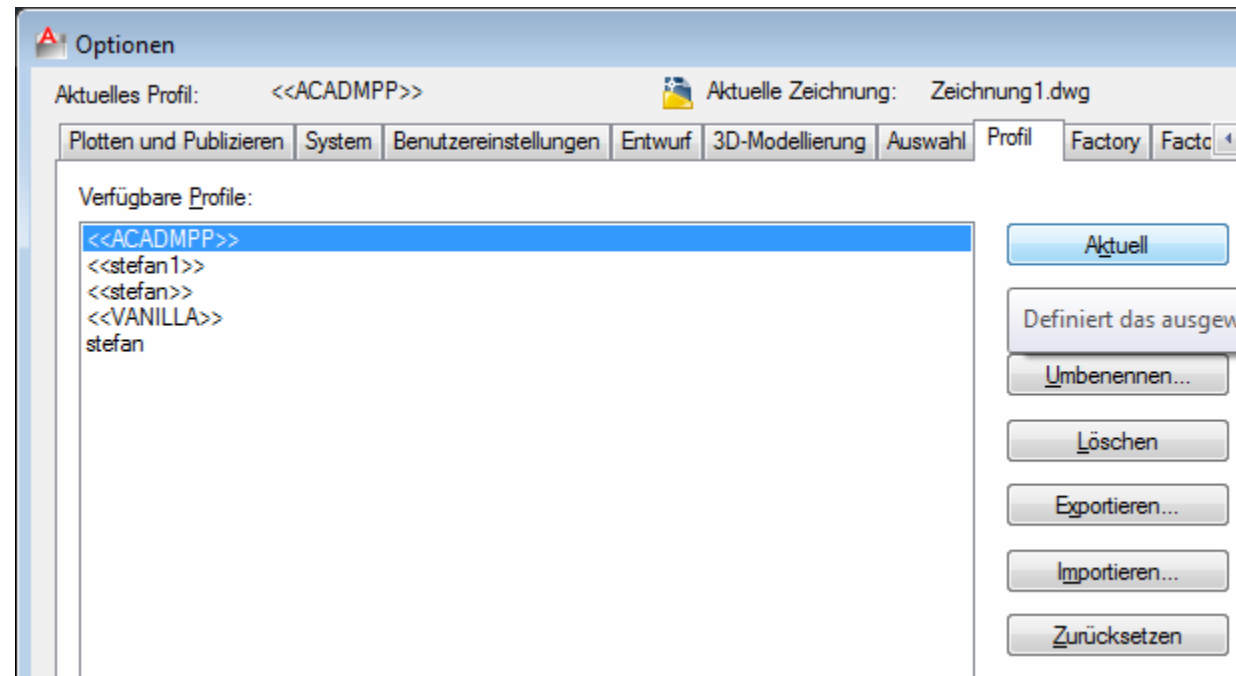 Optionen
Aktuelles Profil: <<ACADMPP>> Aktuelle Zeichnung: Zeichnung1.dwg
Plotten und Publizieren System Benutzereinstellungen Entwurf 3D-Modellierung Auswahl Profil Factory Factc
Verfügbare Profile:
<<ACADMPP>>
<<stefan1>>
<<stefan>>
<<VANILLA>>
stefan
Aktuell
Definiert das ausgew
Umbenennen...
Löschen
Exportieren...
Importieren...
Zurücksetzen